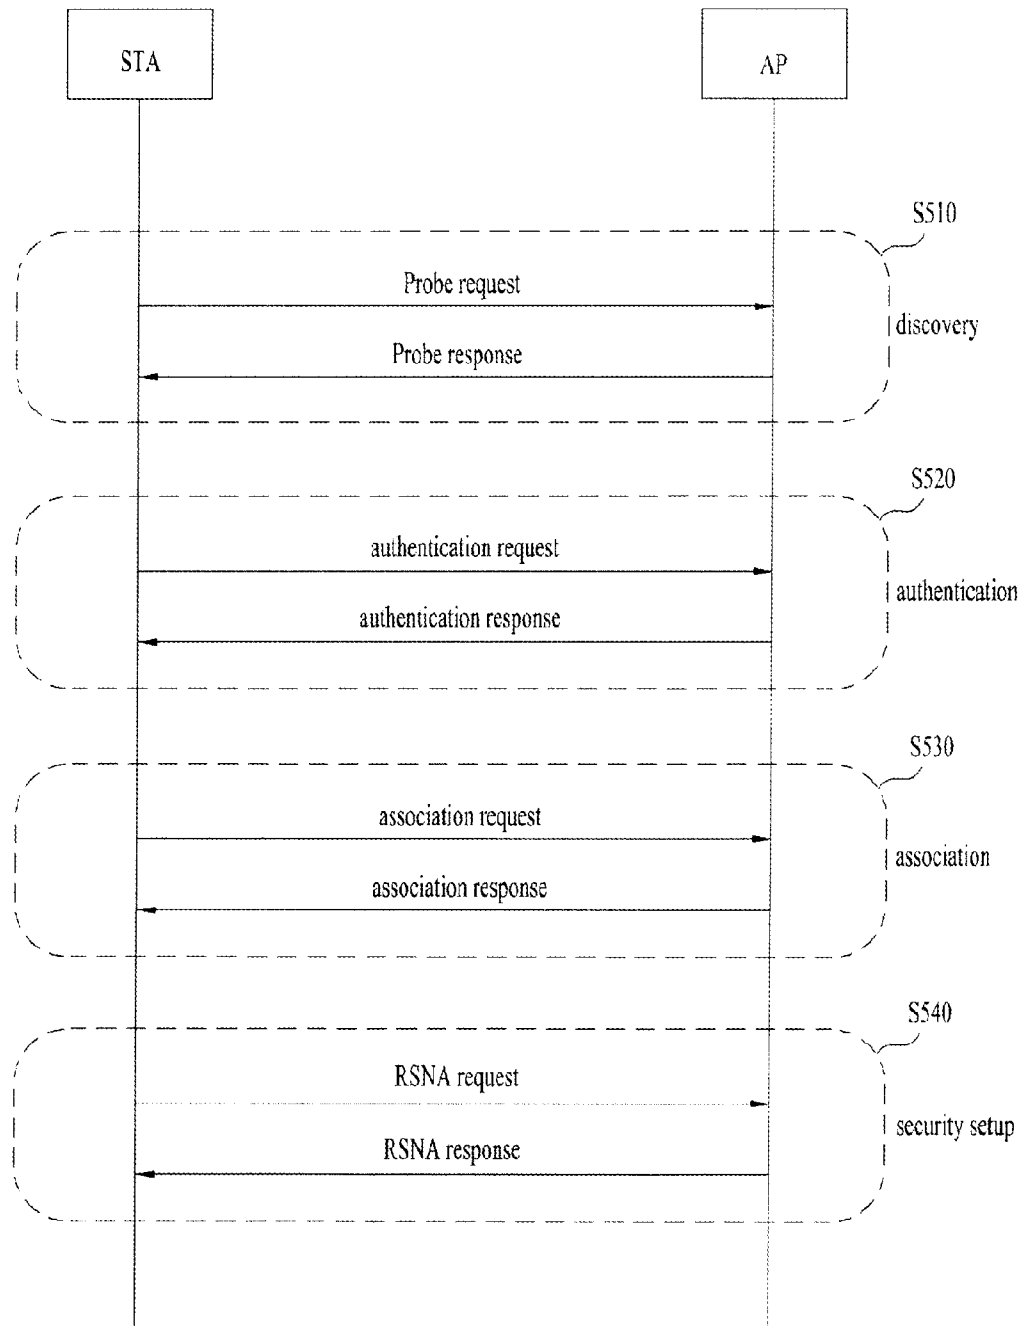 STA
AP
S510
Probe request
discovery
Probe response
S520
authentication request
authentication
authentication response
S530
association request
association
association response
S540
RSNA request
security setup
RSNA response